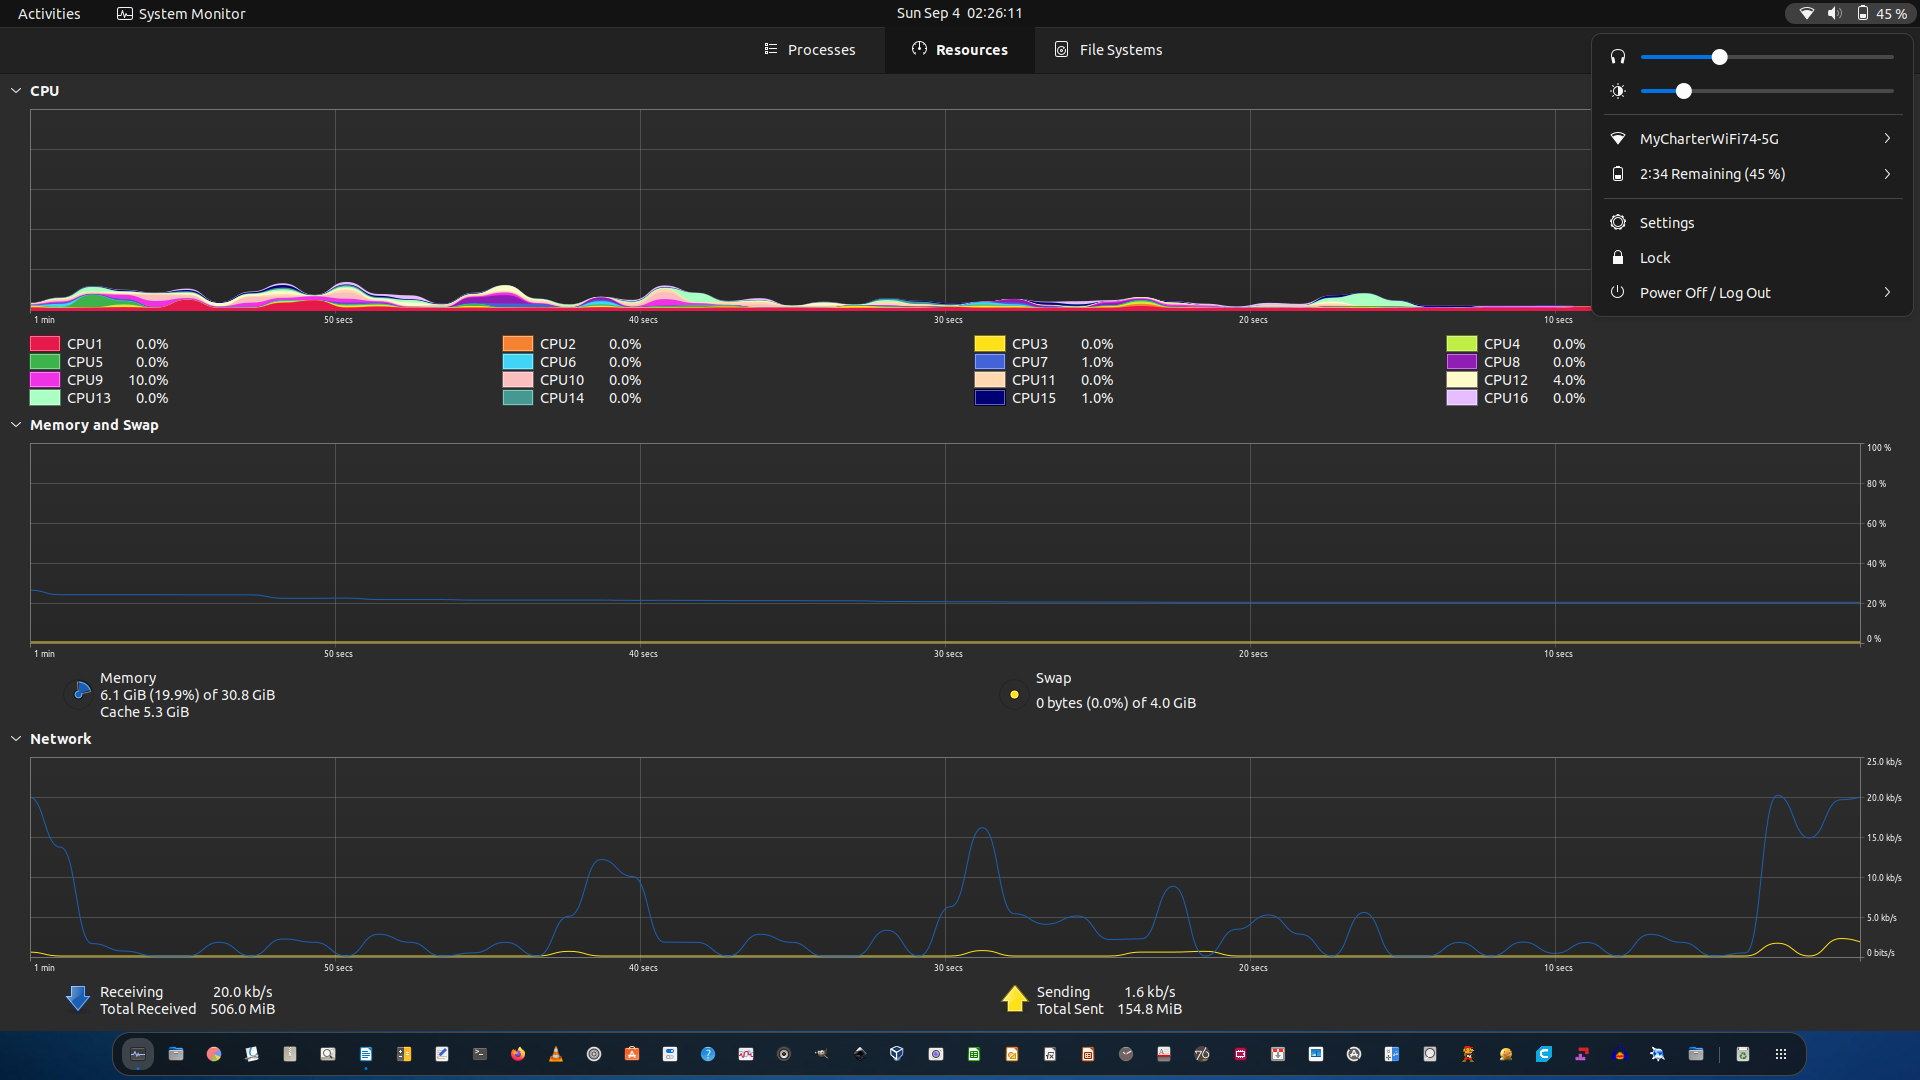 Activities
System Monitor
Sun Sep 4 02:26:11
45 %
Processes
Resources
File Systems
CPU
1 min 50 secs 40 secs 30 secs 20 secs 10 secs
MyCharterWiFi74-5G
2:34 Remaining (45 %)
Settings
Lock
Power Off / Log Out
CPU1 0.0% CPU2 0.0% CPU3 0.0% CPU4 0.0%
CPU5 0.0% CPU6 0.0% CPU7 1.0% CPU8 0.0%
CPU9 10.0% CPU10 0.0% CPU11 0.0% CPU12 4.0%
CPU13 0.0% CPU14 0.0% CPU15 1.0% CPU16 0.0%
Memory and Swap
100 %
80 %
60 %
40 %
20 %
0 %
1 min 50 secs 40 secs 30 secs 20 secs 10 secs
Memory
6.1 GiB (19.9%) of 30.8 GiB
Cache 5.3 GiB
Swap
0 bytes (0.0%) of 4.0 GiB
Network
25.0 kb/s
20.0 kb/s
15.0 kb/s
10.0 kb/s
5.0 kb/s
0 bits/s
1 min 50 secs 40 secs 30 secs 20 secs 10 secs
Receiving 20.0 kb/s
Total Received 506.0 MiB
Sending 1.6 kb/s
Total Sent 154.8 MiB
76